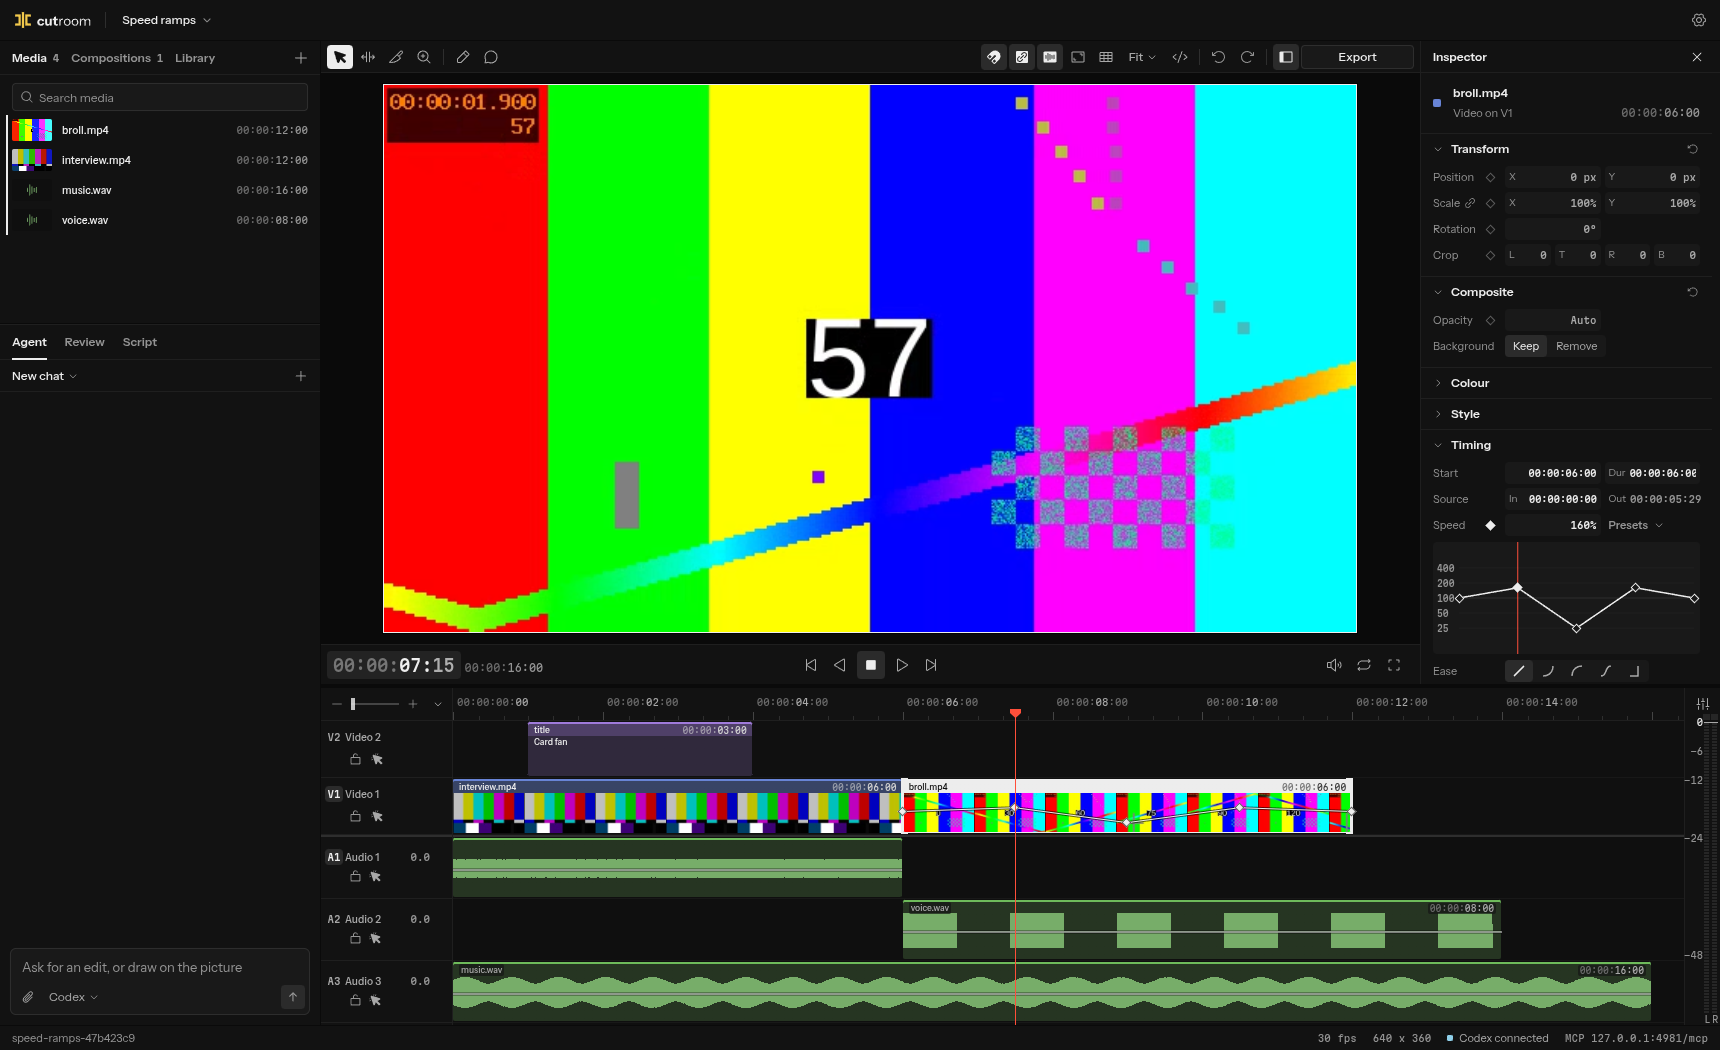 cutroom
Speed ramps
Media 4 Compositions 1 Library
Search media
broll.mp4 00:00:12:00
interview.mp4 00:00:12:00
music.wav 00:00:16:00
voice.wav 00:00:08:00
Agent Review Script
New chat
Ask for an edit, or draw on the picture
Codex
Fit
Export
00:00:01.900
57
57
00:00:07:15 00:00:16:00
Inspector
broll.mp4
Video on V1 00:00:06:00
Transform
Position X 0 px Y 0 px
Scale X 100% Y 100%
Rotation 0°
Crop L 0 T 0 R 0 B 0
Composite
Opacity Auto
Background Keep Remove
Colour
Style
Timing
Start 00:00:06:00 Dur 00:00:06:00
Source In 00:00:00:00 Out 00:00:05:29
Speed 160% Presets
400
200
100
50
25
Ease
00:00:00:00 00:00:02:00 00:00:04:00 00:00:06:00 00:00:08:00 00:00:10:00 00:00:12:00 00:00:14:00
V2 Video 2
title 00:00:03:00
Card fan
V1 Video 1
interview.mp4 00:00:06:00
broll.mp4 00:00:06:00
A1 Audio 1 0.0
A2 Audio 2 0.0
voice.wav 00:00:08:00
A3 Audio 3 0.0
music.wav 00:00:16:00
0
-6
-12
-24
-48
L R
speed-ramps-47b423c9
30 fps 640 x 360 Codex connected MCP 127.0.0.1:4981/mcp